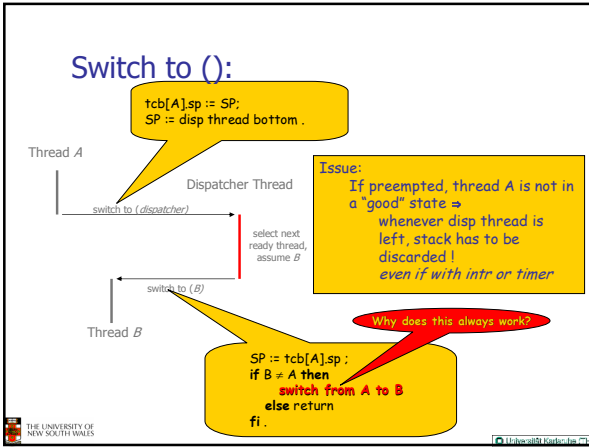 Switch to ():
tcb[A].sp := SP;
SP := disp thread bottom .
Thread A
Dispatcher Thread
switch to (dispatcher)
select next
ready thread,
assume B
switch to (B)
Thread B
Issue:
If preempted, thread A is not in
a "good" state ⇒
whenever disp thread is
left, stack has to be
discarded !
even if with intr or timer
Why does this always work?
SP := tcb[A].sp ;
if B ≠ A then
switch from A to B
else return
fi .
THE UNIVERSITY OF
NEW SOUTH WALES
Universität Karlsruhe